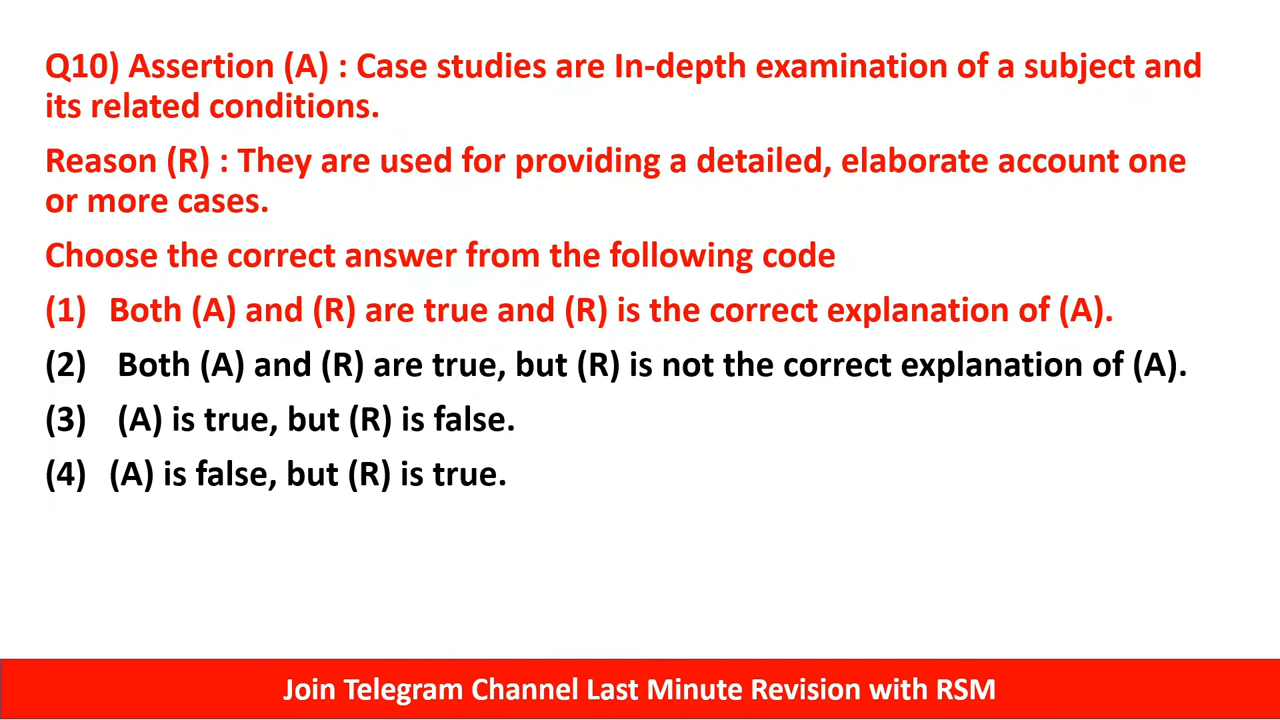 Q10) Assertion (A) : Case studies are In-depth examination of a subject and
its related conditions.
Reason (R) : They are used for providing a detailed, elaborate account one
or more cases.
Choose the correct answer from the following code
(1) Both (A) and (R) are true and (R) is the correct explanation of (A).
(2) Both (A) and (R) are true, but (R) is not the correct explanation of (A).
(3) (A) is true, but (R) is false.
(4) (A) is false, but (R) is true.
Join Telegram Channel Last Minute Revision with RSM